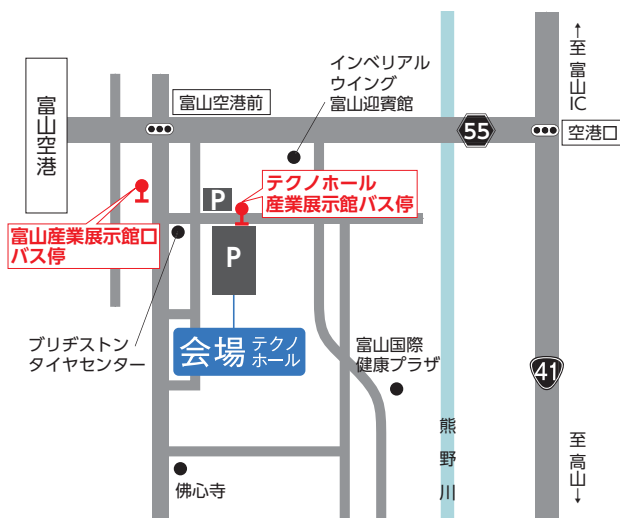 インペリアル
ウイング
富山迎賓館
↑至 富山IC
富山空港
富山空港前
55
空港口
P
テクノホール
産業展示館バス停
富山産業展示館口
バス停
P
ブリヂストン
タイヤセンター
会場 テクノ
ホール
富山国際
健康プラザ
41
熊野川
至 高山↓
佛心寺